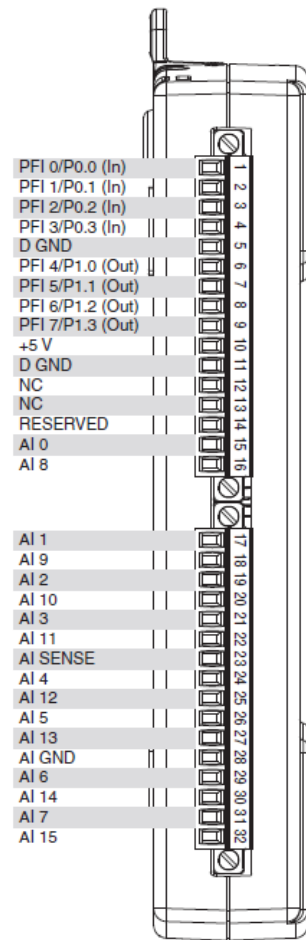 PFI 0/P0.0 (In) 1
PFI 1/P0.1 (In) 2
PFI 2/P0.2 (In) 3
PFI 3/P0.3 (In) 4
D GND 5
PFI 4/P1.0 (Out) 6
PFI 5/P1.1 (Out) 7
PFI 6/P1.2 (Out) 8
PFI 7/P1.3 (Out) 9
+5 V 10
D GND 11
NC 12
NC 13
RESERVED 14
AI 0 15
AI 8 16
AI 1 17
AI 9 18
AI 2 19
AI 10 20
AI 3 21
AI 11 22
AI SENSE 23
AI 4 24
AI 12 25
AI 5 26
AI 13 27
AI GND 28
AI 6 29
AI 14 30
AI 7 31
AI 15 32